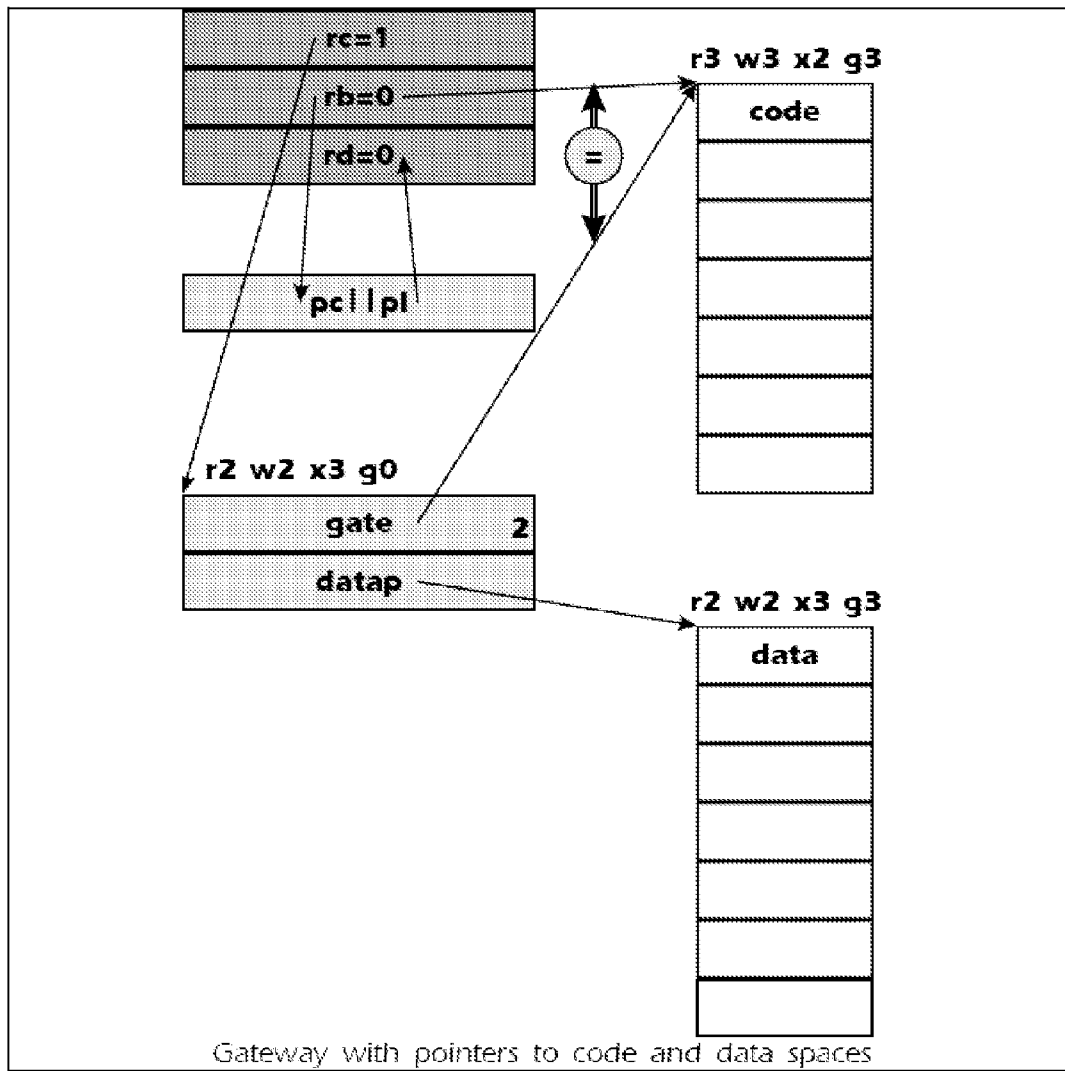 rc=1
rb=0
rd=0
=
pc||pl
r3 w3 x2 g3
code
r2 w2 x3 g0
gate 2
datap
r2 w2 x3 g3
data
Gateway with pointers to code and data spaces